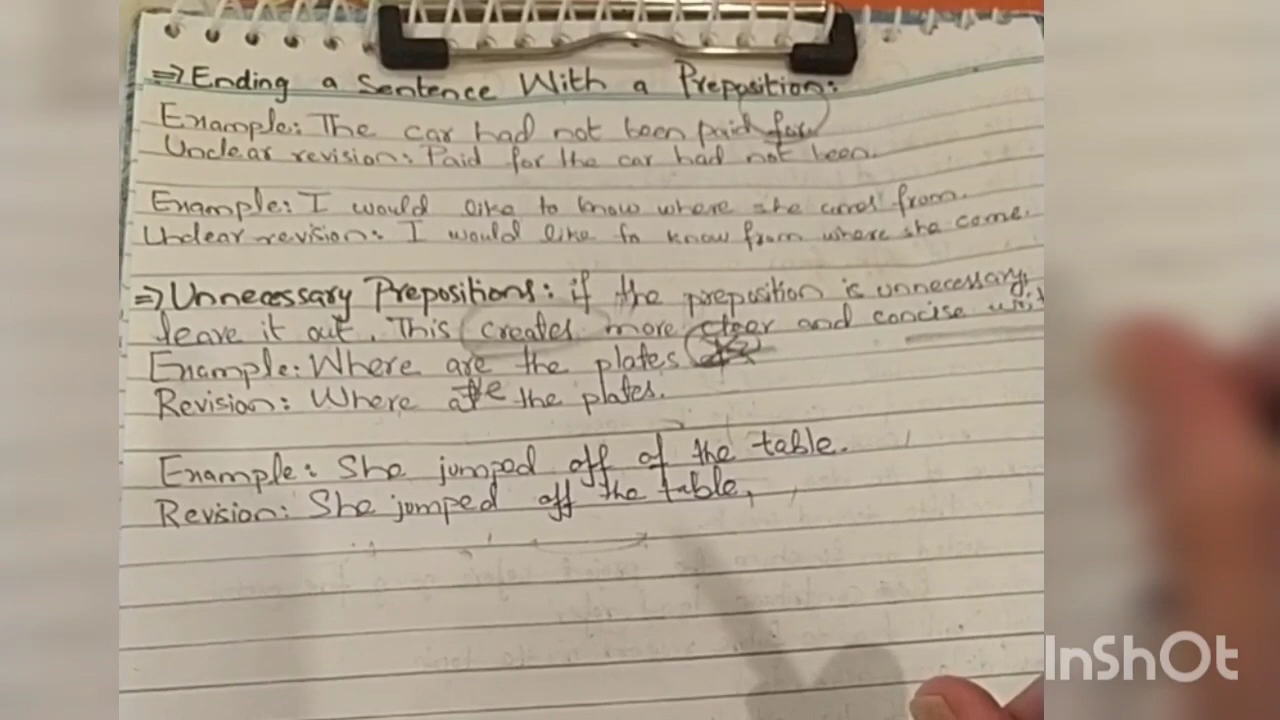 ⇒ Ending a Sentence With a Preposition:
Example: The car had not been paid for.
Unclear revision: Paid for the car had not been.
Example: I would like to know where she comes from.
Unclear revision: I would like to know from where she come.
⇒ Unnecessary Prepositions: if the preposition is unnecessary,
leave it out. This creates more clear and concise
Example: Where are the plates
Revision: Where are the plates.
Example: She jumped off of the table.
Revision: She jumped off the table.
InShOt